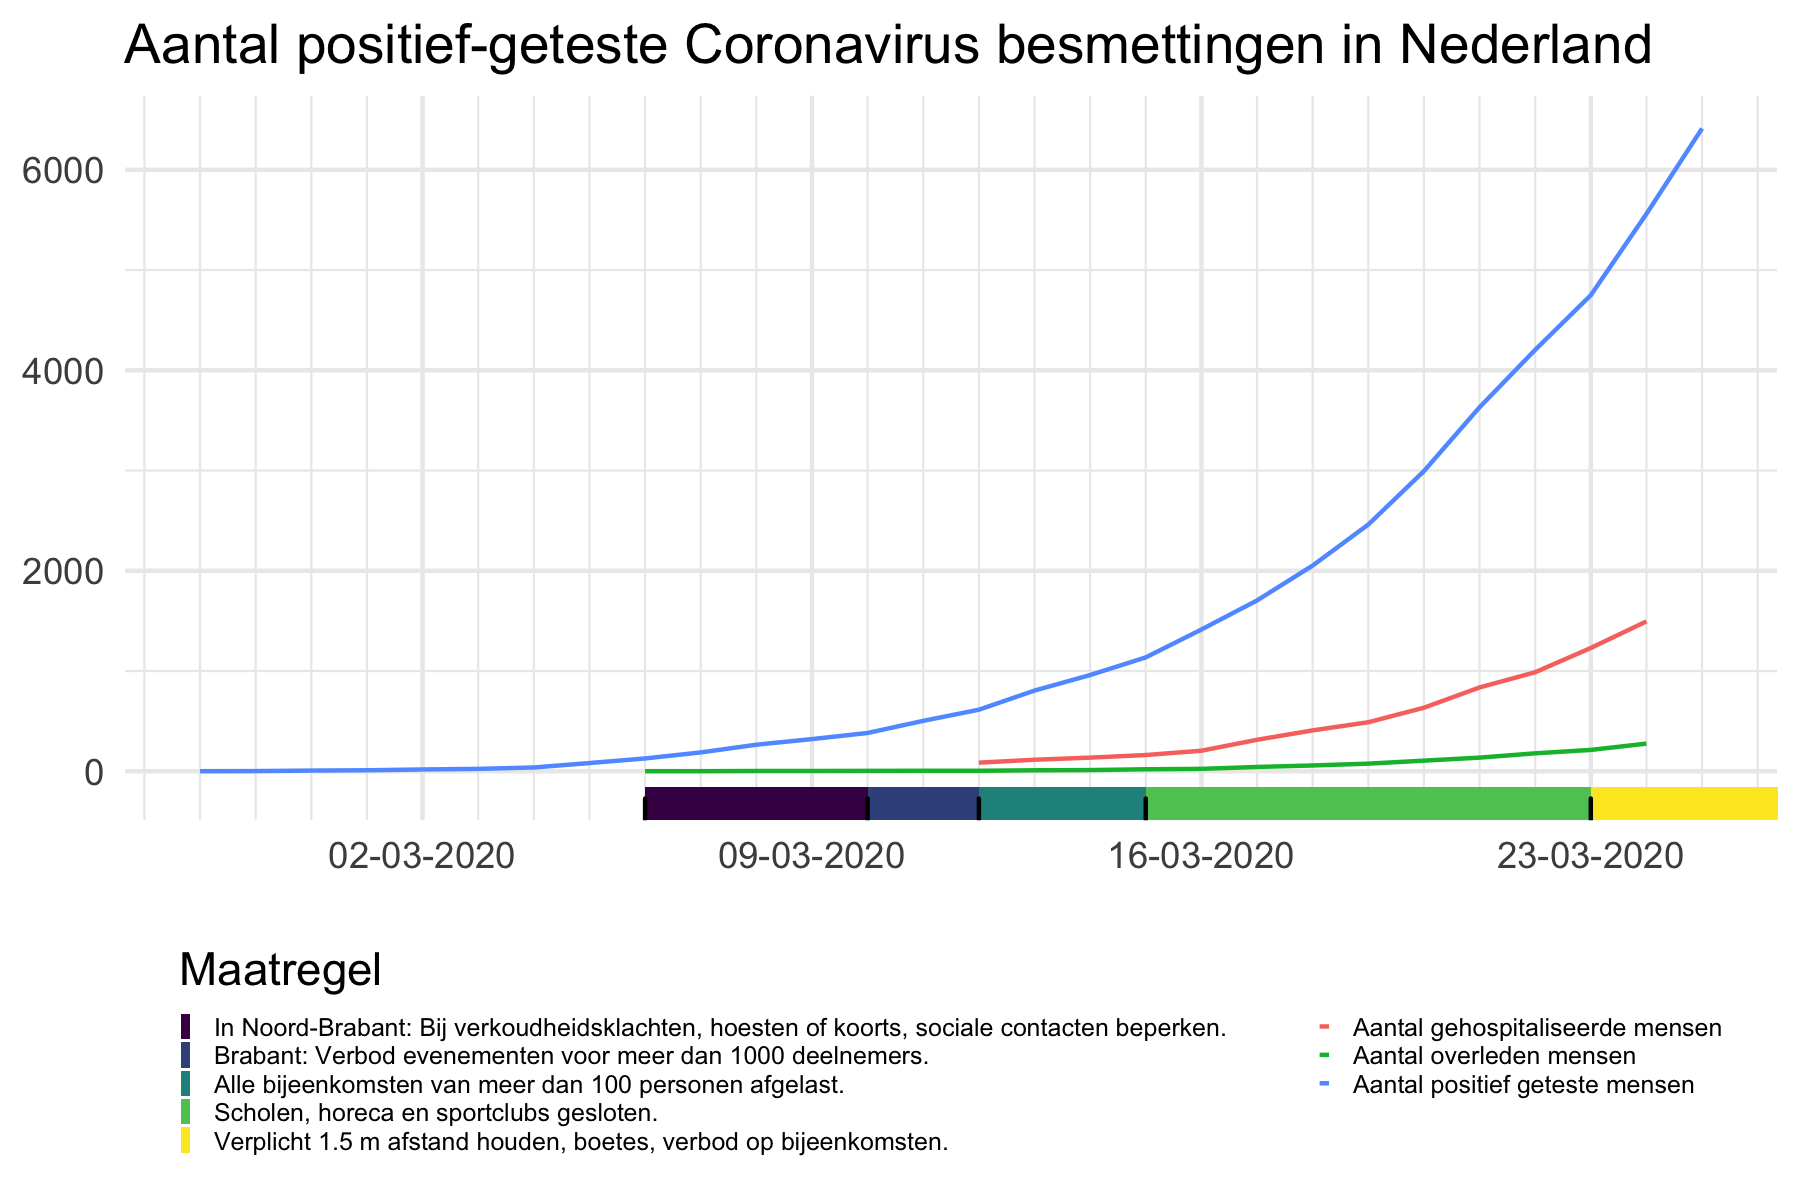 Aantal positief-geteste Coronavirus besmettingen in Nederland
6000
4000
2000
0
02-03-2020
09-03-2020
16-03-2020
23-03-2020
Maatregel
In Noord-Brabant: Bij verkoudheidsklachten, hoesten of koorts, sociale contacten beperken.
Brabant: Verbod evenementen voor meer dan 1000 deelnemers.
Alle bijeenkomsten van meer dan 100 personen afgelast.
Scholen, horeca en sportclubs gesloten.
Verplicht 1.5 m afstand houden, boetes, verbod op bijeenkomsten.
Aantal gehospitaliseerde mensen
Aantal overleden mensen
Aantal positief geteste mensen